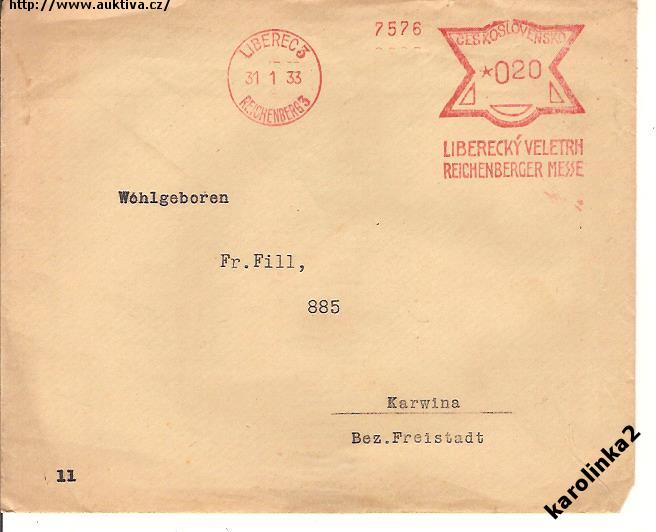 http://www.auktiva.cz/
LIBEREC 3
31 1 33
REICHENBERG 3
7576
ČESKOSLOVENSKO
*020
LIBERECKÝ VELETRH
REICHENBERGER MESSE
Wohlgeboren
Fr.Fill,
885
Karwina
Bez.Freistadt
11
karolinka2